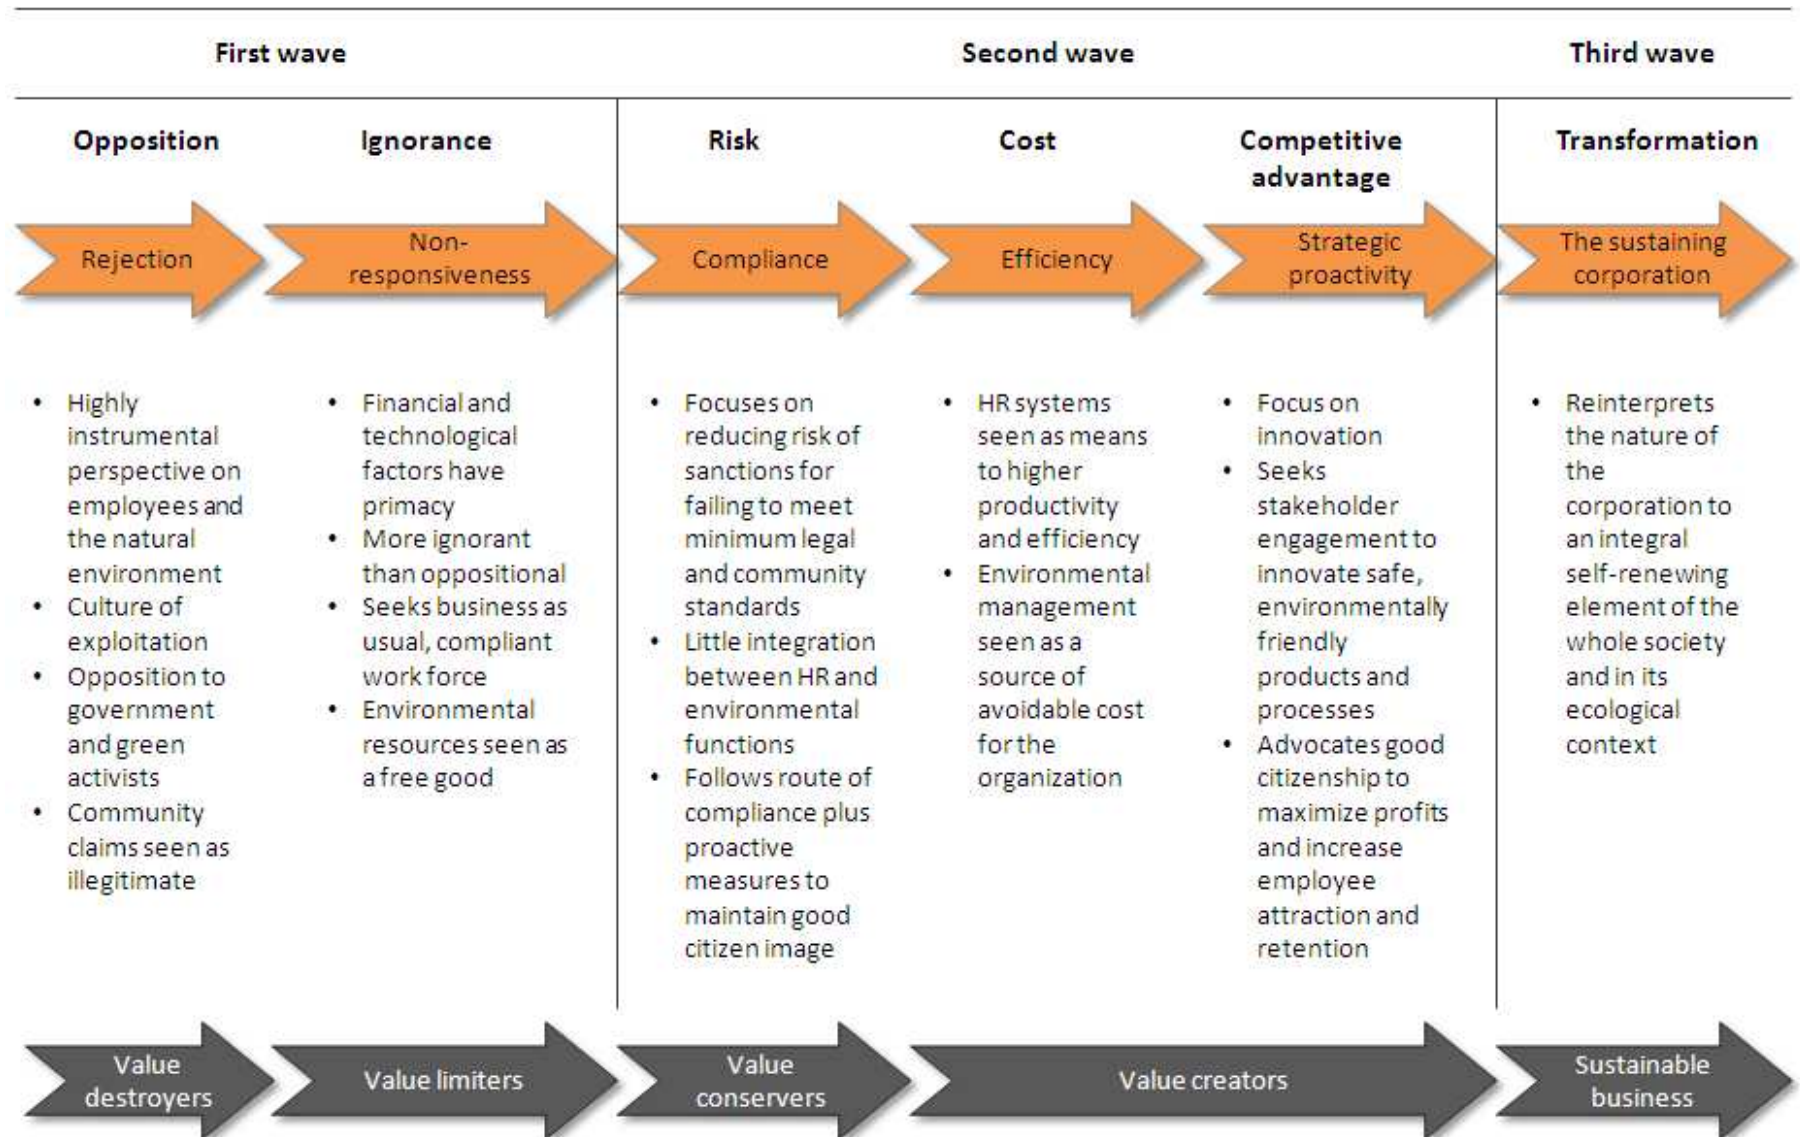 First wave
Second wave
Third wave
Opposition
Ignorance
Risk
Cost
Competitive
advantage
Transformation
Rejection
Non-
responsiveness
Compliance
Efficiency
Strategic
proactivity
The sustaining
corporation
• Highly
instrumental
perspective on
employees and
the natural
environment
• Culture of
exploitation
• Opposition to
government
and green
activists
• Community
claims seen as
illegitimate
• Financial and
technological
factors have
primacy
• More ignorant
than oppositional
• Seeks business as
usual, compliant
work force
• Environmental
resources seen as
a free good
• Focuses on
reducing risk of
sanctions for
failing to meet
minimum legal
and community
standards
• Little integration
between HR and
environmental
functions
• Follows route of
compliance plus
proactive
measures to
maintain good
citizen image
• HR systems
seen as means
to higher
productivity
and efficiency
• Environmental
management
seen as a
source of
avoidable cost
for the
organization
• Focus on
innovation
• Seeks
stakeholder
engagement to
innovate safe,
environmentally
friendly
products and
processes
• Advocates good
citizenship to
maximize profits
and increase
employee
attraction and
retention
• Reinterprets
the nature of
the
corporation to
an integral
self-renewing
element of the
whole society
and in its
ecological
context
Value
destroyers
Value limiters
Value
conservers
Value creators
Sustainable
business